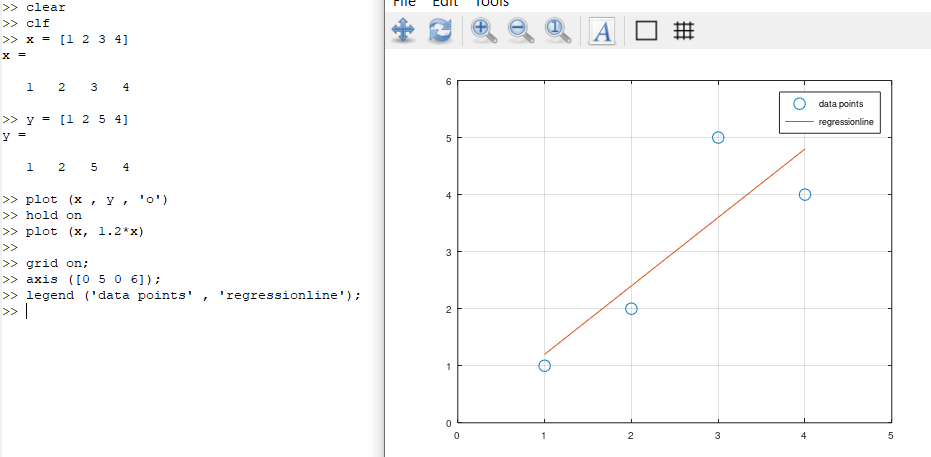 >> clear
>> clf
>> x = [1 2 3 4]
x =
1 2 3 4
>> y = [1 2 5 4]
y =
1 2 5 4
>> plot (x , y , 'o')
>> hold on
>> plot (x, 1.2*x)
>>
>> grid on;
>> axis ([0 5 0 6]);
>> legend ('data points' , 'regressionline');
>>
File Edit Tools
1
A
6
5
4
3
2
1
0
0 1 2 3 4 5
data points
regressionline